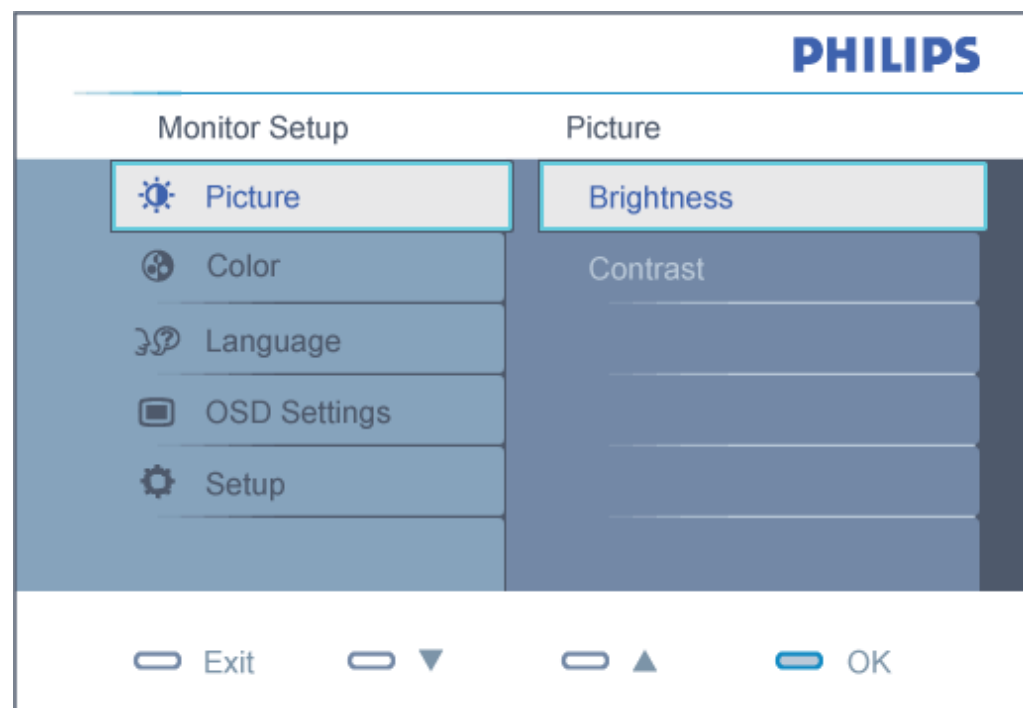 PHILIPS
Monitor Setup Picture
Picture Brightness
Color Contrast
Language
OSD Settings
Setup
Exit ▼ ▲ OK